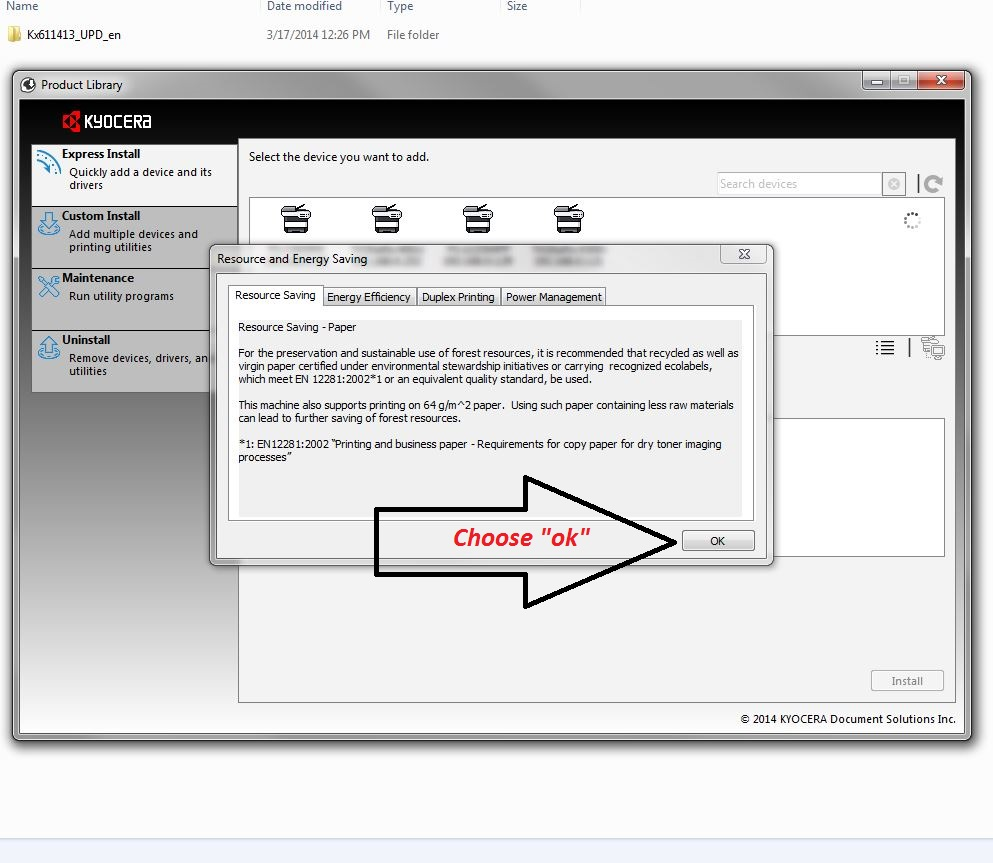 Name Date modified Type Size
Kx611413_UPD_en 3/17/2014 12:26 PM File folder
Product Library
KYOCERA
Express Install
Quickly add a device and its
drivers
Custom Install
Add multiple devices and
printing utilities
Maintenance
Run utility programs
Uninstall
Remove devices, drivers, an
utilities
Select the device you want to add.
Search devices
Resource and Energy Saving
Resource Saving Energy Efficiency Duplex Printing Power Management
Resource Saving - Paper
For the preservation and sustainable use of forest resources, it is recommended that recycled as well as
virgin paper certified under environmental stewardship initiatives or carrying recognized ecolabels,
which meet EN 12281:2002*1 or an equivalent quality standard, be used.
This machine also supports printing on 64 g/m^2 paper. Using such paper containing less raw materials
can lead to further saving of forest resources.
*1: EN12281:2002 “Printing and business paper - Requirements for copy paper for dry toner imaging
processes”
Choose "ok"
OK
Install
© 2014 KYOCERA Document Solutions Inc.